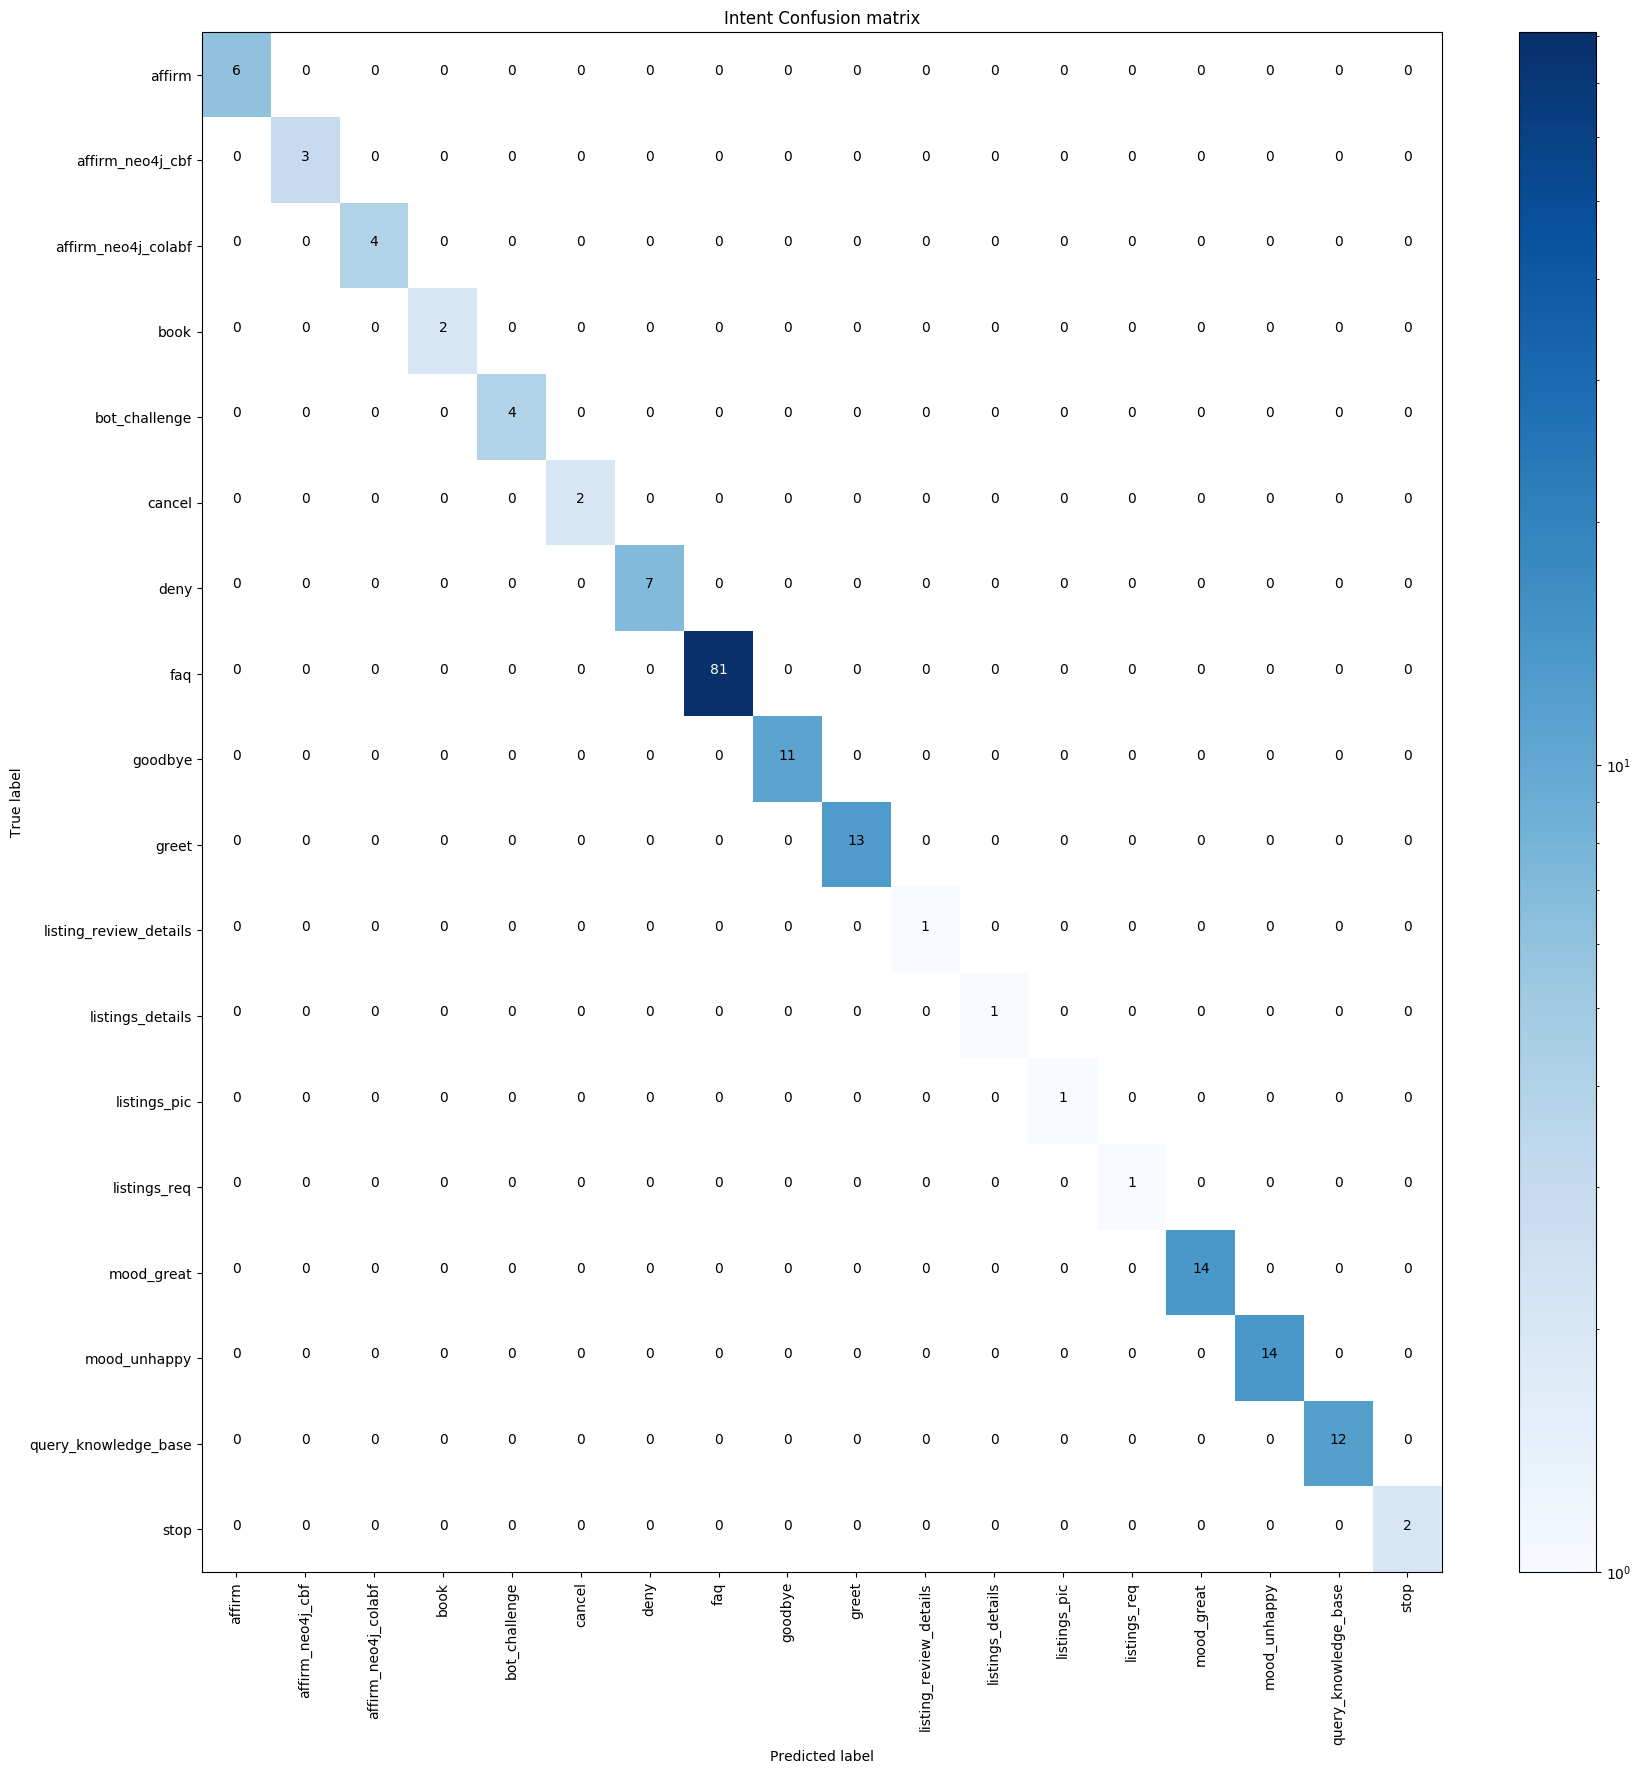 Intent Confusion matrix
affirm 6 0 0 0 0 0 0 0 0 0 0 0 0 0 0 0 0 0
affirm_neo4j_cbf 0 3 0 0 0 0 0 0 0 0 0 0 0 0 0 0 0 0
affirm_neo4j_colabf 0 0 4 0 0 0 0 0 0 0 0 0 0 0 0 0 0 0
book 0 0 0 2 0 0 0 0 0 0 0 0 0 0 0 0 0 0
bot_challenge 0 0 0 0 4 0 0 0 0 0 0 0 0 0 0 0 0 0
cancel 0 0 0 0 0 2 0 0 0 0 0 0 0 0 0 0 0 0
deny 0 0 0 0 0 0 7 0 0 0 0 0 0 0 0 0 0 0
faq 0 0 0 0 0 0 0 81 0 0 0 0 0 0 0 0 0 0
goodbye 0 0 0 0 0 0 0 0 11 0 0 0 0 0 0 0 0 0
greet 0 0 0 0 0 0 0 0 0 13 0 0 0 0 0 0 0 0
listing_review_details 0 0 0 0 0 0 0 0 0 0 1 0 0 0 0 0 0 0
listings_details 0 0 0 0 0 0 0 0 0 0 0 1 0 0 0 0 0 0
listings_pic 0 0 0 0 0 0 0 0 0 0 0 0 1 0 0 0 0 0
listings_req 0 0 0 0 0 0 0 0 0 0 0 0 0 1 0 0 0 0
mood_great 0 0 0 0 0 0 0 0 0 0 0 0 0 0 14 0 0 0
mood_unhappy 0 0 0 0 0 0 0 0 0 0 0 0 0 0 0 14 0 0
query_knowledge_base 0 0 0 0 0 0 0 0 0 0 0 0 0 0 0 0 12 0
stop 0 0 0 0 0 0 0 0 0 0 0 0 0 0 0 0 0 2
True label
affirm
affirm_neo4j_cbf
affirm_neo4j_colabf
book
bot_challenge
cancel
deny
faq
goodbye
greet
listing_review_details
listings_details
listings_pic
listings_req
mood_great
mood_unhappy
query_knowledge_base
stop
Predicted label
10¹
10⁰